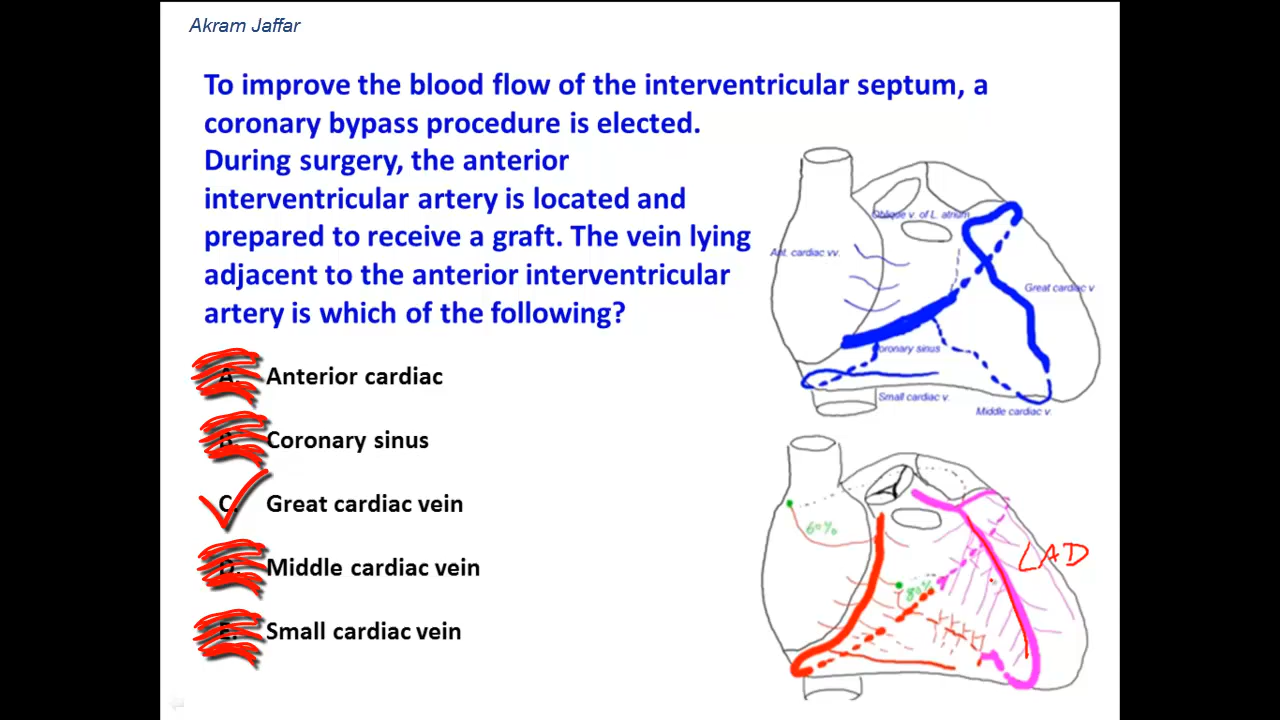 Akram Jaffar
To improve the blood flow of the interventricular septum, a
coronary bypass procedure is elected.
During surgery, the anterior
interventricular artery is located and
prepared to receive a graft. The vein lying
adjacent to the anterior interventricular
artery is which of the following?
A. Anterior cardiac
B. Coronary sinus
C. Great cardiac vein
D. Middle cardiac vein
E. Small cardiac vein
Oblique v. of L. atrium
Ant. cardiac vv.
Great cardiac v
oronary sinus
Small cardiac v.
Middle cardiac v.
60%
LAD
80%